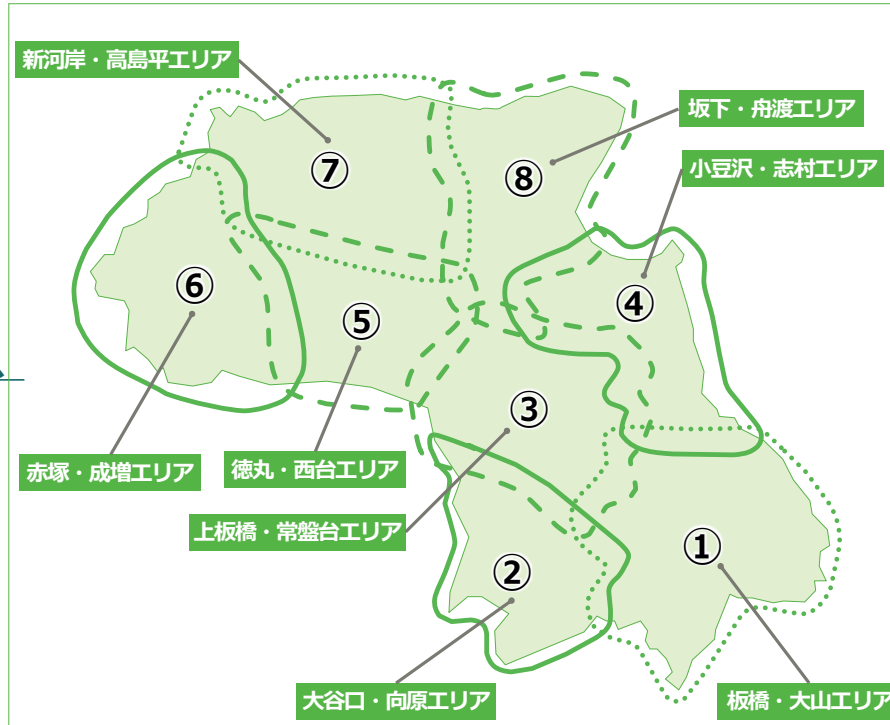 新河岸・高島平エリア
坂下・舟渡エリア
小豆沢・志村エリア
⑦
⑧
⑥
④
⑤
③
赤塚・成増エリア
徳丸・西台エリア
上板橋・常盤台エリア
①
②
大谷口・向原エリア
板橋・大山エリア